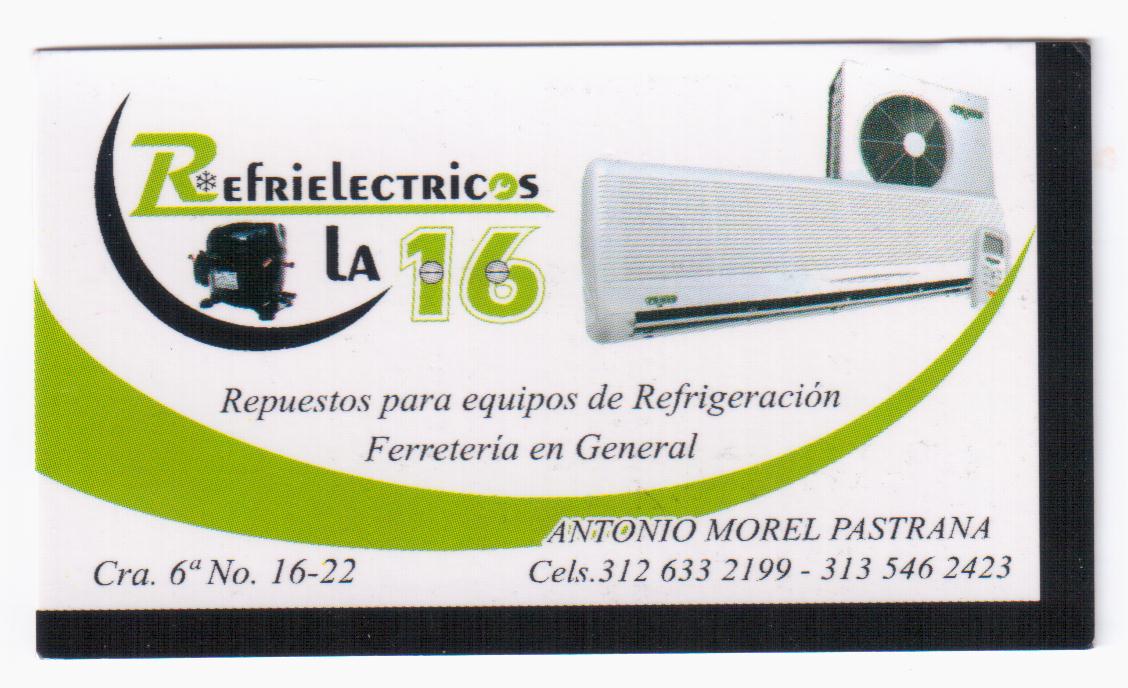 Refrielectricos
La 16
Repuestos para equipos de Refrigeración
Ferretería en General
ANTONIO MOREL PASTRANA
Cra. 6ª No. 16-22
Cels.312 633 2199 - 313 546 2423